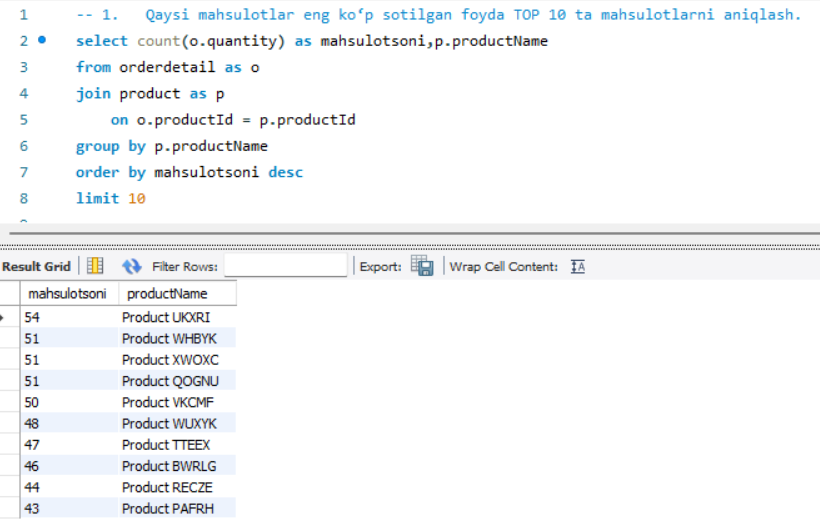 1 -- 1. Qaysi mahsulotlar eng ko‘p sotilgan foyda TOP 10 ta mahsulotlarni aniqlash.
2 select count(o.quantity) as mahsulotsoni,p.productName
3 from orderdetail as o
4 join product as p
5 on o.productId = p.productId
6 group by p.productName
7 order by mahsulotsoni desc
8 limit 10
Result Grid Filter Rows: Export: Wrap Cell Content:
mahsulotsoni productName
54 Product UKXRI
51 Product WHBYK
51 Product XWOXC
51 Product QOGNU
50 Product VKCMF
48 Product WUXYK
47 Product TTEEX
46 Product BWRLG
44 Product RECZE
43 Product PAFRH